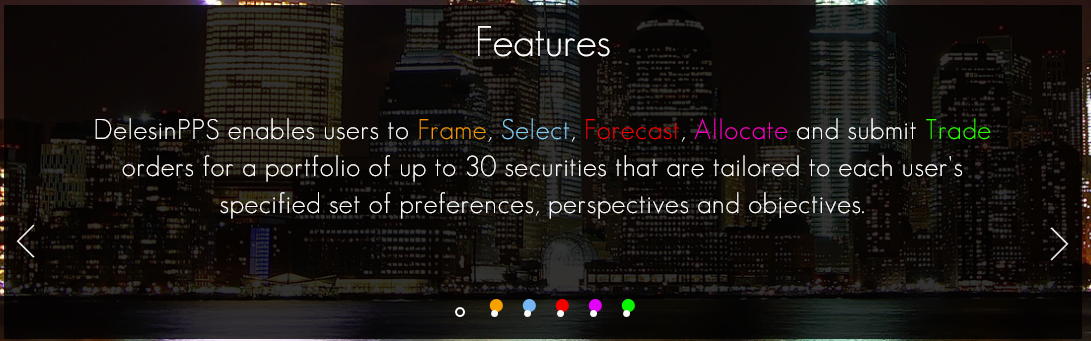 Features
DelesinPPS enables users to Frame, Select, Forecast, Allocate and submit Trade
orders for a portfolio of up to 30 securities that are tailored to each user's
specified set of preferences, perspectives and objectives.